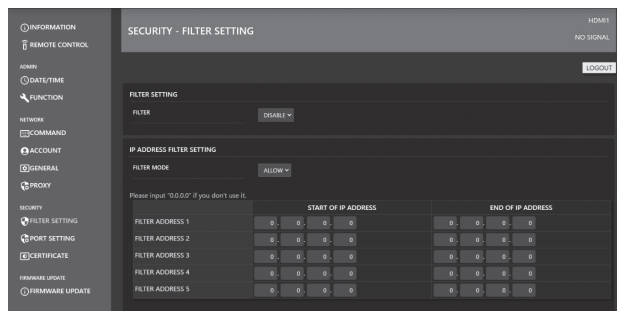 INFORMATION
REMOTE CONTROL
ADMIN
DATE/TIME
FUNCTION
NETWORK
COMMAND
ACCOUNT
GENERAL
PROXY
SECURITY
FILTER SETTING
PORT SETTING
CERTIFICATE
FIRMWARE UPDATE
FIRMWARE UPDATE
SECURITY - FILTER SETTING
HDMI1
NO SIGNAL
LOGOUT
FILTER SETTING
FILTER DISABLE
IP ADDRESS FILTER SETTING
FILTER MODE ALLOW
Please input "0.0.0.0" if you don't use it.
START OF IP ADDRESS END OF IP ADDRESS
FILTER ADDRESS 1 0 . 0 . 0 . 0 0 . 0 . 0 . 0
FILTER ADDRESS 2 0 . 0 . 0 . 0 0 . 0 . 0 . 0
FILTER ADDRESS 3 0 . 0 . 0 . 0 0 . 0 . 0 . 0
FILTER ADDRESS 4 0 . 0 . 0 . 0 0 . 0 . 0 . 0
FILTER ADDRESS 5 0 . 0 . 0 . 0 0 . 0 . 0 . 0